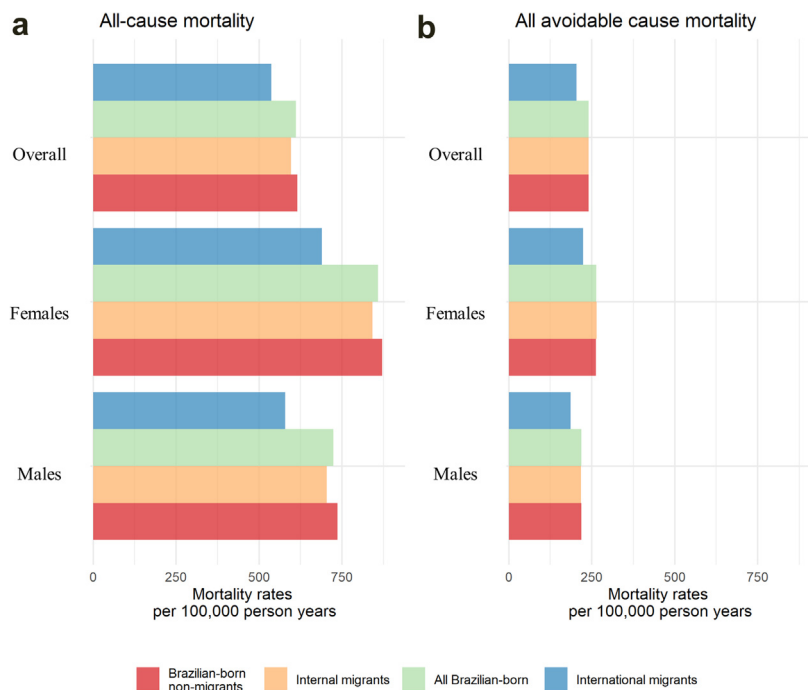 a All-cause mortality
Overall
Females
Males
0 250 500 750
Mortality rates
per 100,000 person years
b All avoidable cause mortality
Overall
Females
Males
0 250 500 750
Mortality rates
per 100,000 person years
Brazilian-born
non-migrants
Internal migrants
All Brazilian-born
International migrants